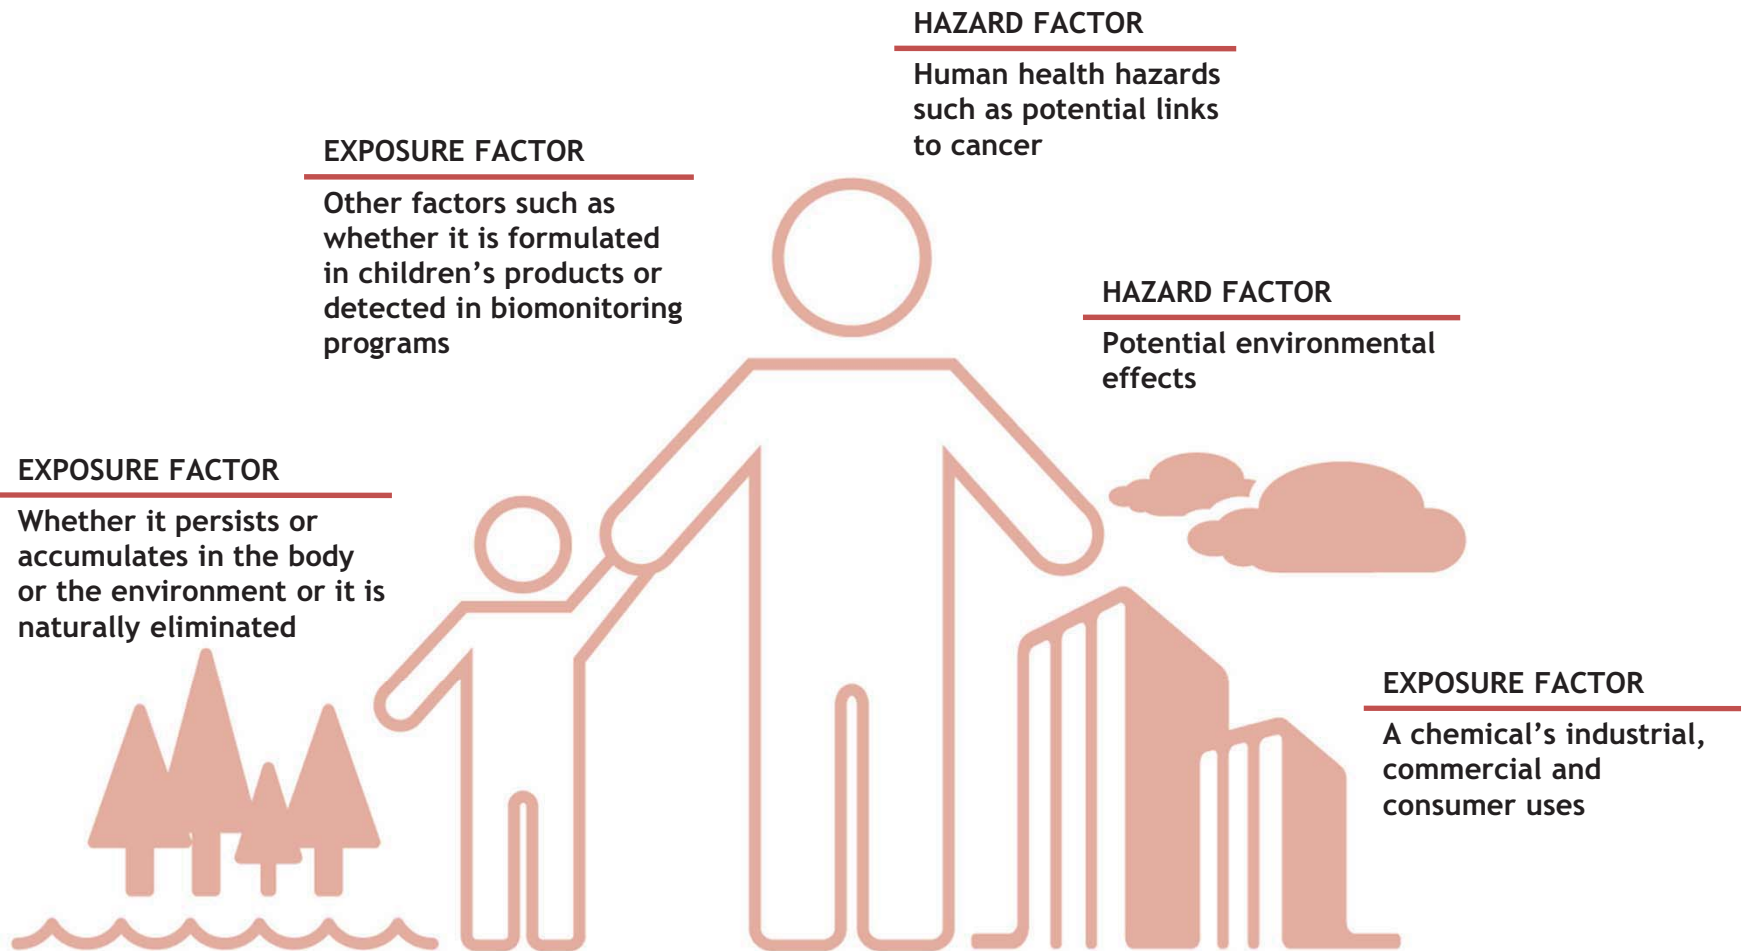 HAZARD FACTOR
Human health hazards
such as potential links
to cancer
EXPOSURE FACTOR
Other factors such as
whether it is formulated
in children’s products or
detected in biomonitoring
programs
HAZARD FACTOR
Potential environmental
effects
EXPOSURE FACTOR
Whether it persists or
accumulates in the body
or the environment or it is
naturally eliminated
EXPOSURE FACTOR
A chemical’s industrial,
commercial and
consumer uses